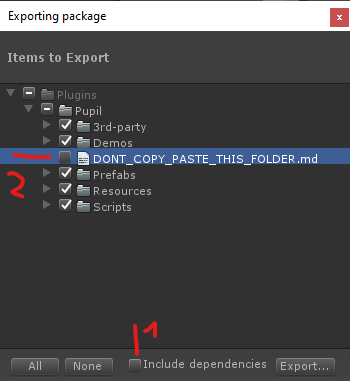 Exporting package
Items to Export
Plugins
Pupil
3rd-party
Demos
DONT_COPY_PASTE_THIS_FOLDER.md
2
Prefabs
Resources
Scripts
1
Include dependencies
All
None
Export...